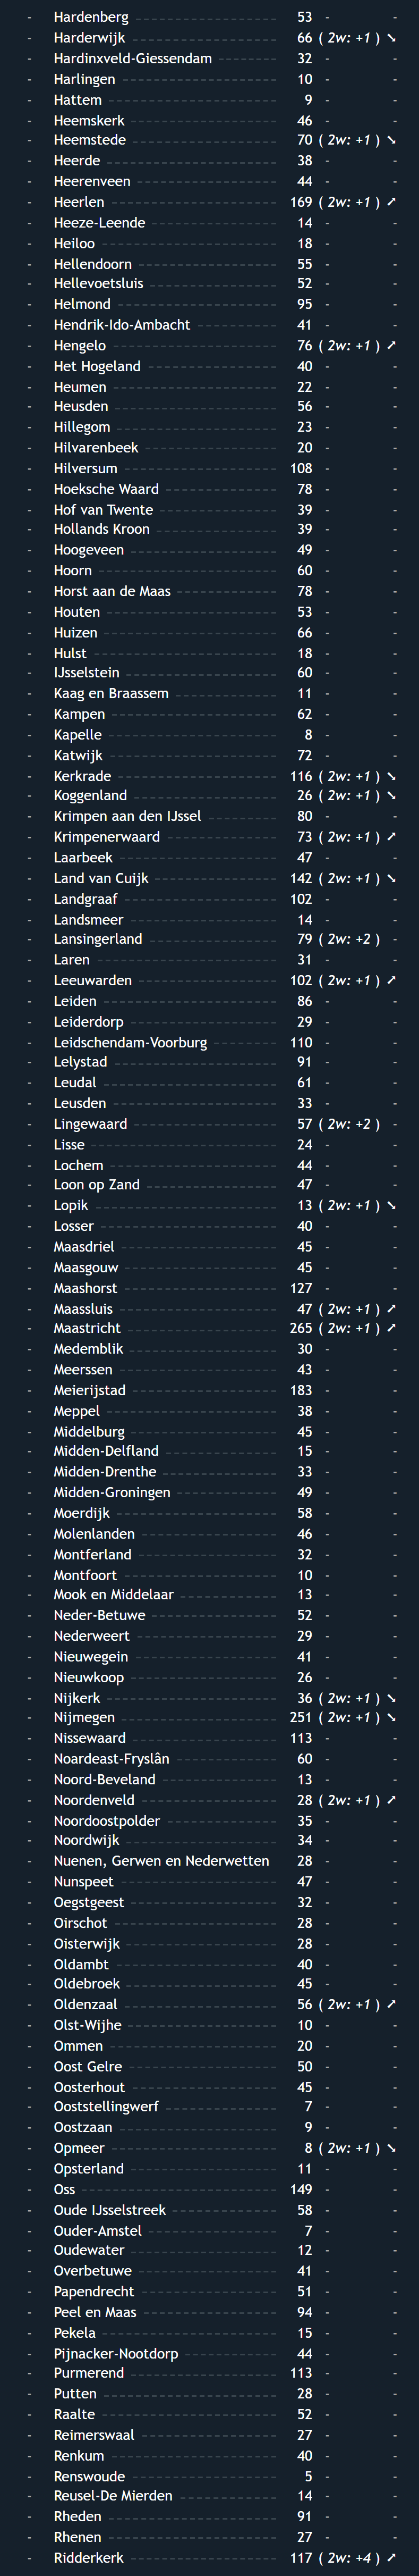 - Hardenberg 53 - -
- Harderwijk 66 ( 2w: +1 ) ➘
- Hardinxveld-Giessendam 32 - -
- Harlingen 10 - -
- Hattem 9 - -
- Heemskerk 46 - -
- Heemstede 70 ( 2w: +1 ) ➘
- Heerde 38 - -
- Heerenveen 44 - -
- Heerlen 169 ( 2w: +1 ) ➚
- Heeze-Leende 14 - -
- Heiloo 18 - -
- Hellendoorn 55 - -
- Hellevoetsluis 52 - -
- Helmond 95 - -
- Hendrik-Ido-Ambacht 41 - -
- Hengelo 76 ( 2w: +1 ) ➚
- Het Hogeland 40 - -
- Heumen 22 - -
- Heusden 56 - -
- Hillegom 23 - -
- Hilvarenbeek 20 - -
- Hilversum 108 - -
- Hoeksche Waard 78 - -
- Hof van Twente 39 - -
- Hollands Kroon 39 - -
- Hoogeveen 49 - -
- Hoorn 60 - -
- Horst aan de Maas 78 - -
- Houten 53 - -
- Huizen 66 - -
- Hulst 18 - -
- IJsselstein 60 - -
- Kaag en Braassem 11 - -
- Kampen 62 - -
- Kapelle 8 - -
- Katwijk 72 - -
- Kerkrade 116 ( 2w: +1 ) ➘
- Koggenland 26 ( 2w: +1 ) ➘
- Krimpen aan den IJssel 80 - -
- Krimpenerwaard 73 ( 2w: +1 ) ➚
- Laarbeek 47 - -
- Land van Cuijk 142 ( 2w: +1 ) ➘
- Landgraaf 102 - -
- Landsmeer 14 - -
- Lansingerland 79 ( 2w: +2 ) -
- Laren 31 - -
- Leeuwarden 102 ( 2w: +1 ) ➚
- Leiden 86 - -
- Leiderdorp 29 - -
- Leidschendam-Voorburg 110 - -
- Lelystad 91 - -
- Leudal 61 - -
- Leusden 33 - -
- Lingewaard 57 ( 2w: +2 ) -
- Lisse 24 - -
- Lochem 44 - -
- Loon op Zand 47 - -
- Lopik 13 ( 2w: +1 ) ➘
- Losser 40 - -
- Maasdriel 45 - -
- Maasgouw 45 - -
- Maashorst 127 - -
- Maassluis 47 ( 2w: +1 ) ➚
- Maastricht 265 ( 2w: +1 ) ➚
- Medemblik 30 - -
- Meerssen 43 - -
- Meierijstad 183 - -
- Meppel 38 - -
- Middelburg 45 - -
- Midden-Delfland 15 - -
- Midden-Drenthe 33 - -
- Midden-Groningen 49 - -
- Moerdijk 58 - -
- Molenlanden 46 - -
- Montferland 32 - -
- Montfoort 10 - -
- Mook en Middelaar 13 - -
- Neder-Betuwe 52 - -
- Nederweert 29 - -
- Nieuwegein 41 - -
- Nieuwkoop 26 - -
- Nijkerk 36 ( 2w: +1 ) ➘
- Nijmegen 251 ( 2w: +1 ) ➘
- Nissewaard 113 - -
- Noardeast-Fryslân 60 - -
- Noord-Beveland 13 - -
- Noordenveld 28 ( 2w: +1 ) ➚
- Noordoostpolder 35 - -
- Noordwijk 34 - -
- Nuenen, Gerwen en Nederwetten 28 - -
- Nunspeet 47 - -
- Oegstgeest 32 - -
- Oirschot 28 - -
- Oisterwijk 28 - -
- Oldambt 40 - -
- Oldebroek 45 - -
- Oldenzaal 56 ( 2w: +1 ) ➚
- Olst-Wijhe 10 - -
- Ommen 20 - -
- Oost Gelre 50 - -
- Oosterhout 45 - -
- Ooststellingwerf 7 - -
- Oostzaan 9 - -
- Opmeer 8 ( 2w: +1 ) ➘
- Opsterland 11 - -
- Oss 149 - -
- Oude IJsselstreek 58 - -
- Ouder-Amstel 7 - -
- Oudewater 12 - -
- Overbetuwe 41 - -
- Papendrecht 51 - -
- Peel en Maas 94 - -
- Pekela 15 - -
- Pijnacker-Nootdorp 44 - -
- Purmerend 113 - -
- Putten 28 - -
- Raalte 52 - -
- Reimerswaal 27 - -
- Renkum 40 - -
- Renswoude 5 - -
- Reusel-De Mierden 14 - -
- Rheden 91 - -
- Rhenen 27 - -
- Ridderkerk 117 ( 2w: +4 ) ➚